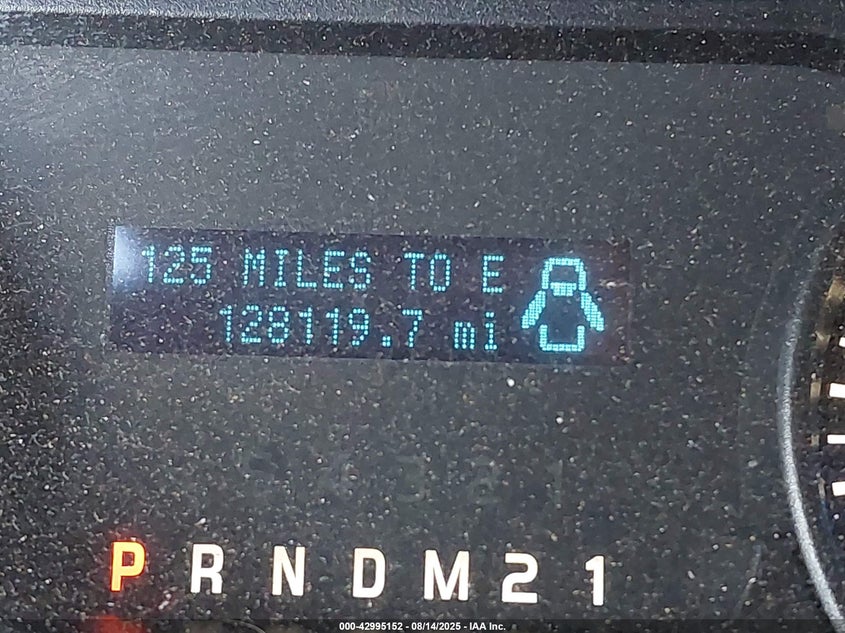 125 MILES TO E
128119.7 mi
P R N D M 2 1
000-42995152 - 08/14/2025 - IAA Inc.